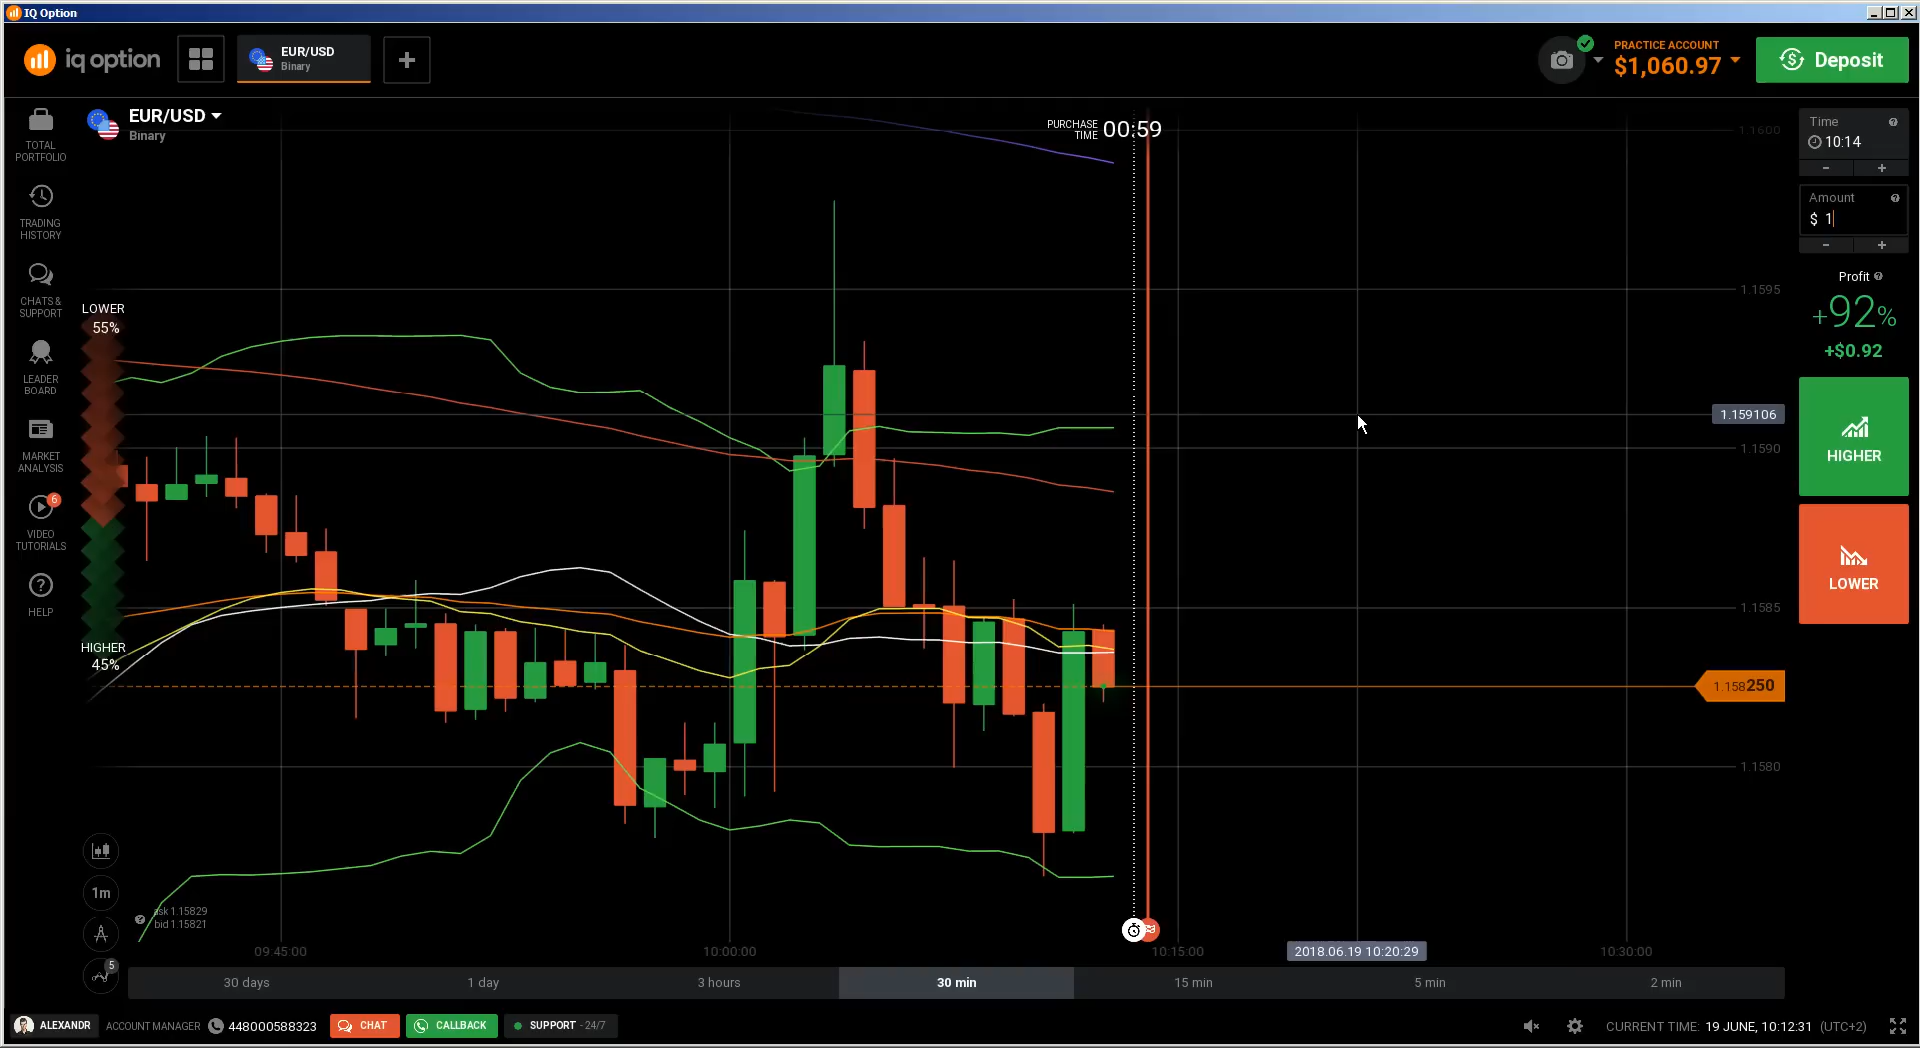 IQ Option
iq option
EUR/USD
Binary
PRACTICE ACCOUNT
$1,060.97
Deposit
EUR/USD
Binary
PURCHASE
TIME
00:59
TOTAL
PORTFOLIO
TRADING
HISTORY
CHATS &
SUPPORT
LEADER
BOARD
MARKET
ANALYSIS
6
VIDEO
TUTORIALS
HELP
LOWER
55%
HIGHER
45%
1.1600
1.1595
1.159106
1.1590
1.1585
1.158250
1.1580
Time
10:14
- +
Amount
$ 1
- +
Profit
+92%
+$0.92
HIGHER
LOWER
1m
5
ask 1.15829
bid 1.15821
09:45:00
10:00:00
10:15:00
2018.06.19 10:20:29
10:30:00
30 days
1 day
3 hours
30 min
15 min
5 min
2 min
ALEXANDR
ACCOUNT MANAGER
448000588323
CHAT
CALLBACK
SUPPORT - 24/7
CURRENT TIME: 19 JUNE, 10:12:31 (UTC+2)